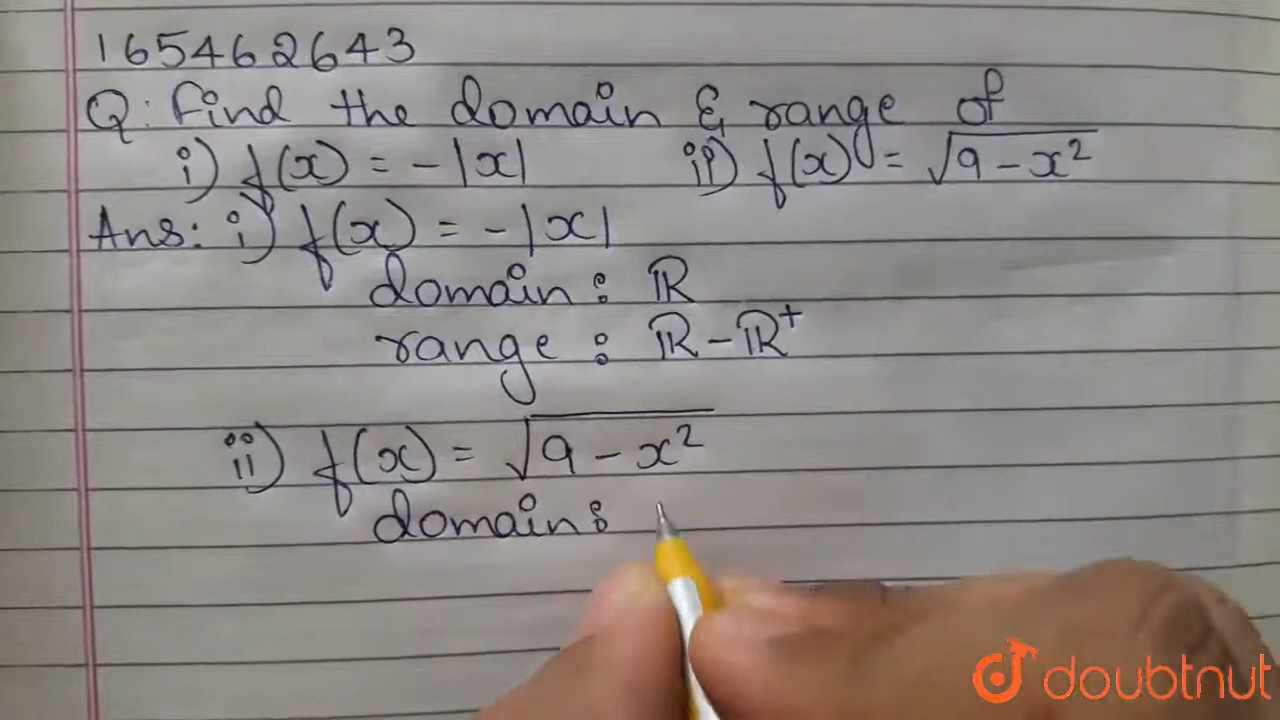 165462643
Q: Find the domain & range of
i) f(x) = -|x| ii) f(x) = √9-x²
Ans: i) f(x) = -|x|
domain: ℝ
range: ℝ-ℝ⁺
ii) f(x) = √9-x²
domain:
doubtnut